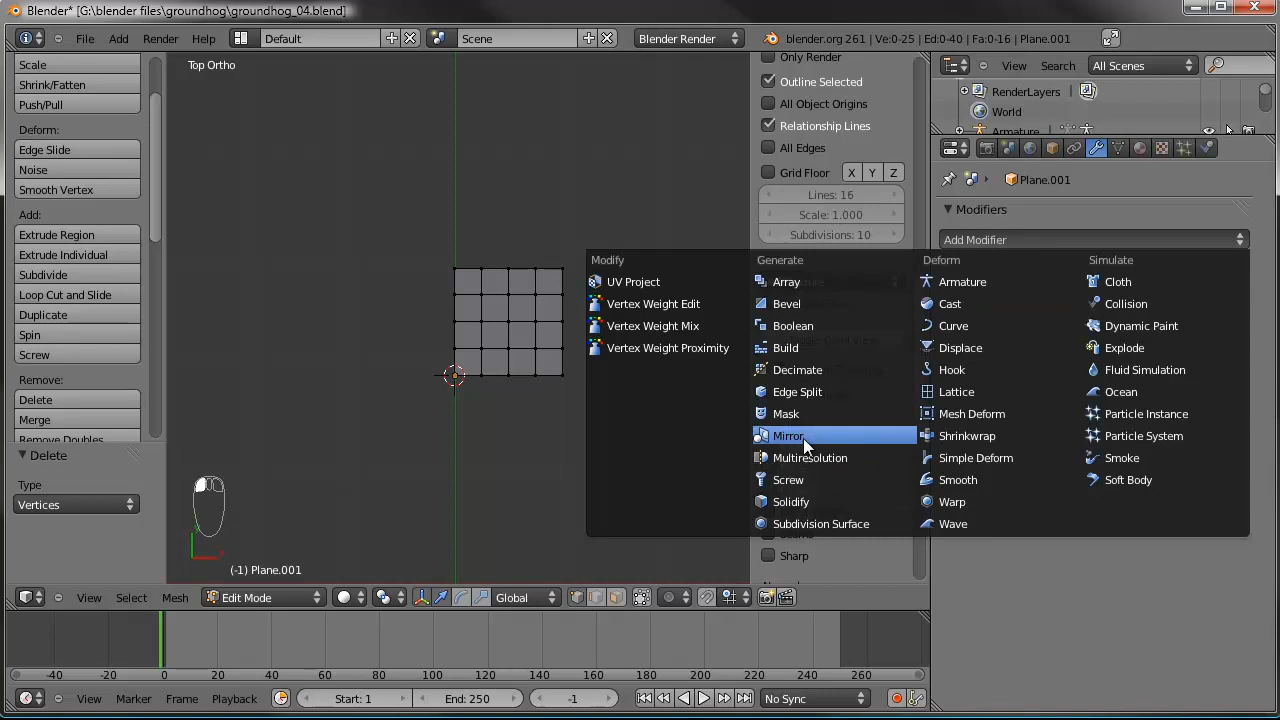 Blender* [G:\blender files\groundhog\groundhog_04.blend]
File Add Render Help Default Scene Blender Render blender.org 261 | Ve:0-25 | Ed:0-40 | Fa:0-16 | Plane.001
Scale
Shrink/Fatten
Push/Pull
Deform:
Edge Slide
Noise
Smooth Vertex
Add:
Extrude Region
Extrude Individual
Subdivide
Loop Cut and Slide
Duplicate
Spin
Screw
Remove:
Delete
Merge
Remove Doubles
Delete
Type
Vertices
Top Ortho
(-1) Plane.001
Only Render
Outline Selected
All Object Origins
Relationship Lines
All Edges
Grid Floor X Y Z
Lines: 16
Scale: 1.000
Subdivisions: 10
View Search All Scenes
RenderLayers |
World
Armature
Plane.001
Modifiers
Add Modifier
Modify
UV Project
Vertex Weight Edit
Vertex Weight Mix
Vertex Weight Proximity
Generate
Array
Bevel
Boolean
Build
Decimate
Edge Split
Mask
Mirror
Multiresolution
Screw
Solidify
Subdivision Surface
Deform
Armature
Cast
Curve
Displace
Hook
Lattice
Mesh Deform
Shrinkwrap
Simple Deform
Smooth
Warp
Wave
Simulate
Cloth
Collision
Dynamic Paint
Explode
Fluid Simulation
Ocean
Particle Instance
Particle System
Smoke
Soft Body
Sharp
View Select Mesh Edit Mode Global
-40 -20 0 20 40 60 80 100 120 140 160 180 200 220 240 260
View Marker Frame Playback Start: 1 End: 250 -1 No Sync